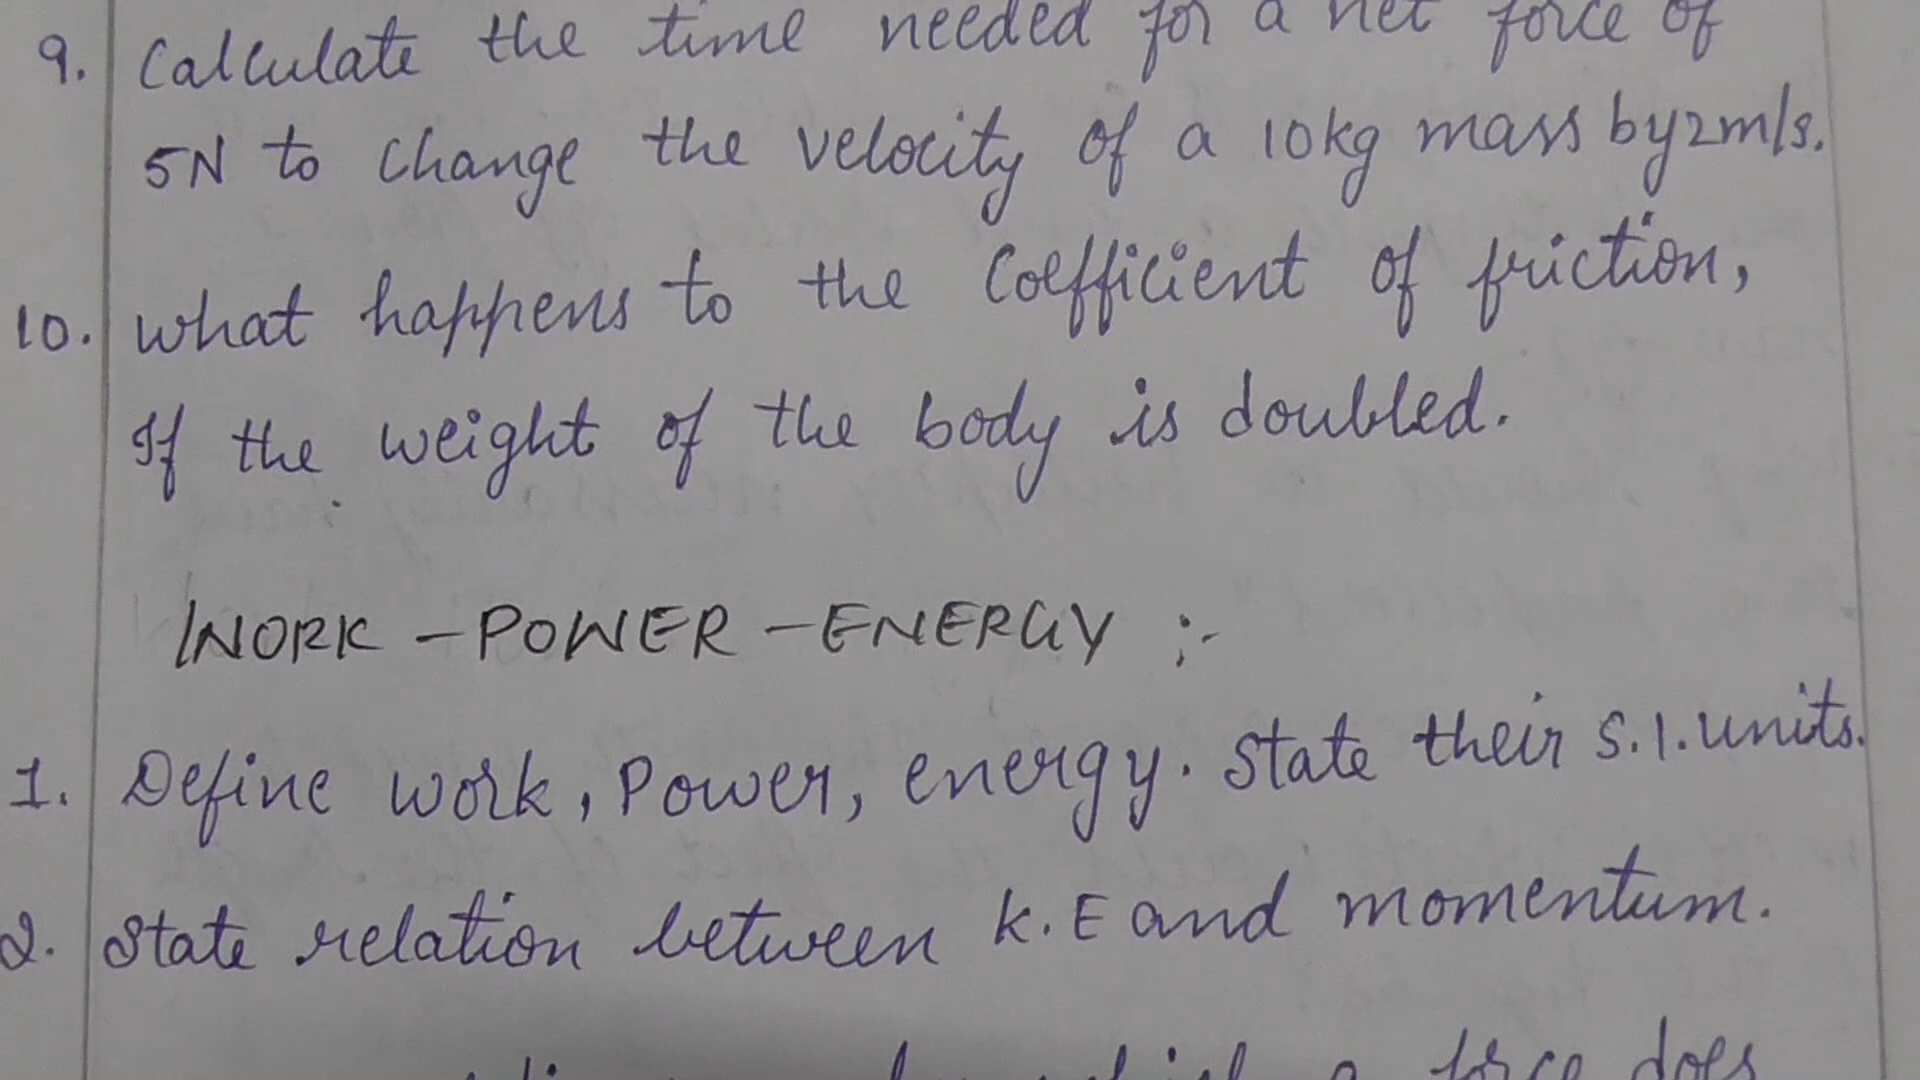 9. Calculate the time needed for a net force of
5N to change the velocity of a 10kg mass by 2m/s.
10. what happens to the Coefficient of friction,
If the weight of the body is doubled.
WORK - POWER - ENERGY :-
1. Define work, Power, energy. State their S.I. units.
2. State relation between K.E and momentum.
a force does